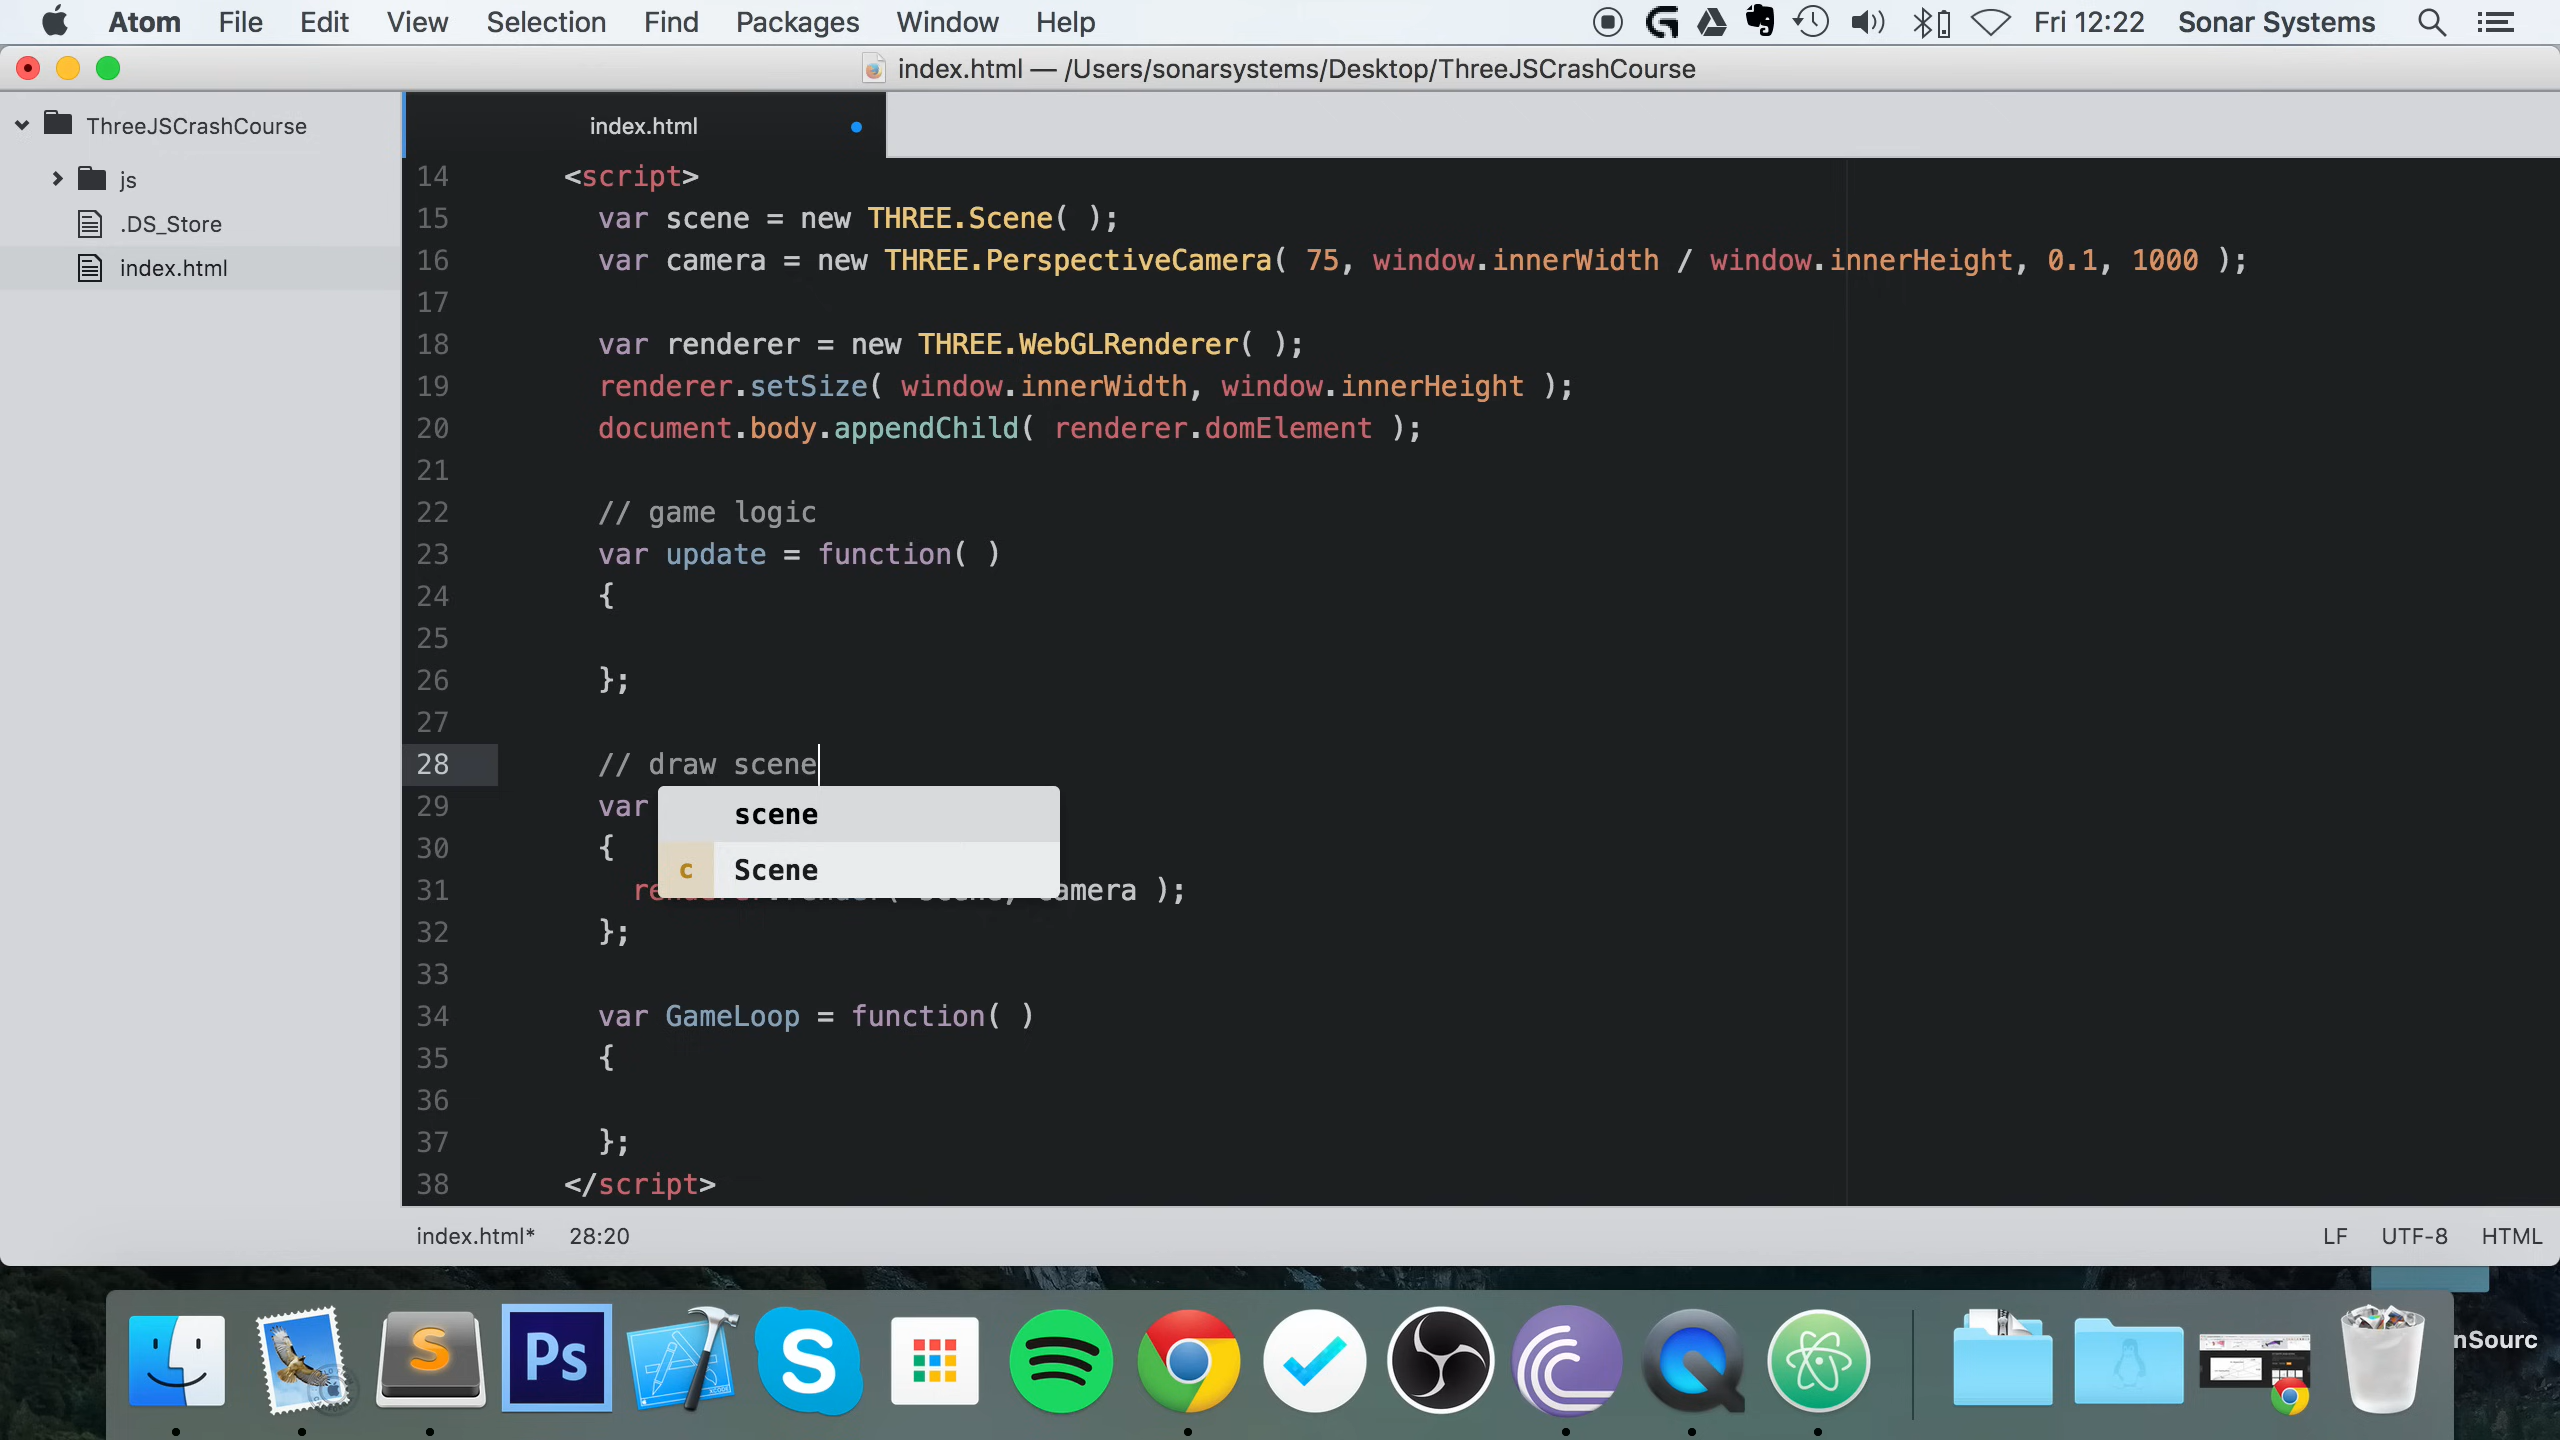 Atom File Edit View Selection Find Packages Window Help Fri 12:22 Sonar Systems
index.html — /Users/sonarsystems/Desktop/ThreeJSCrashCourse
ThreeJSCrashCourse
js
.DS_Store
index.html
index.html
14 <script>
15 var scene = new THREE.Scene( );
16 var camera = new THREE.PerspectiveCamera( 75, window.innerWidth / window.innerHeight, 0.1, 1000 );
17
18 var renderer = new THREE.WebGLRenderer( );
19 renderer.setSize( window.innerWidth, window.innerHeight );
20 document.body.appendChild( renderer.domElement );
21
22 // game logic
23 var update = function( )
24 {
25
26 };
27
28 // draw scene
29 var
scene
30 {
c Scene
31 camera );
32 };
33
34 var GameLoop = function( )
35 {
36
37 };
38 </script>
index.html* 28:20 LF UTF-8 HTML
S
Ps
S
nSourc